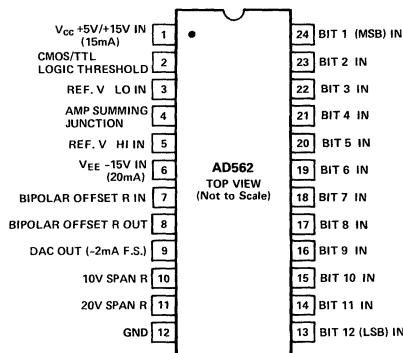 V_CC +5V/+15V IN
(15mA)
1
CMOS/TTL
LOGIC THRESHOLD
2
REF. V LO IN
3
AMP SUMMING
JUNCTION
4
REF. V HI IN
5
V_EE −15V IN
(20mA)
6
BIPOLAR OFFSET R IN
7
BIPOLAR OFFSET R OUT
8
DAC OUT (−2mA F.S.)
9
10V SPAN R
10
20V SPAN R
11
GND
12
AD562
TOP VIEW
(Not to Scale)
24 BIT 1 (MSB) IN
23 BIT 2 IN
22 BIT 3 IN
21 BIT 4 IN
20 BIT 5 IN
19 BIT 6 IN
18 BIT 7 IN
17 BIT 8 IN
16 BIT 9 IN
15 BIT 10 IN
14 BIT 11 IN
13 BIT 12 (LSB) IN